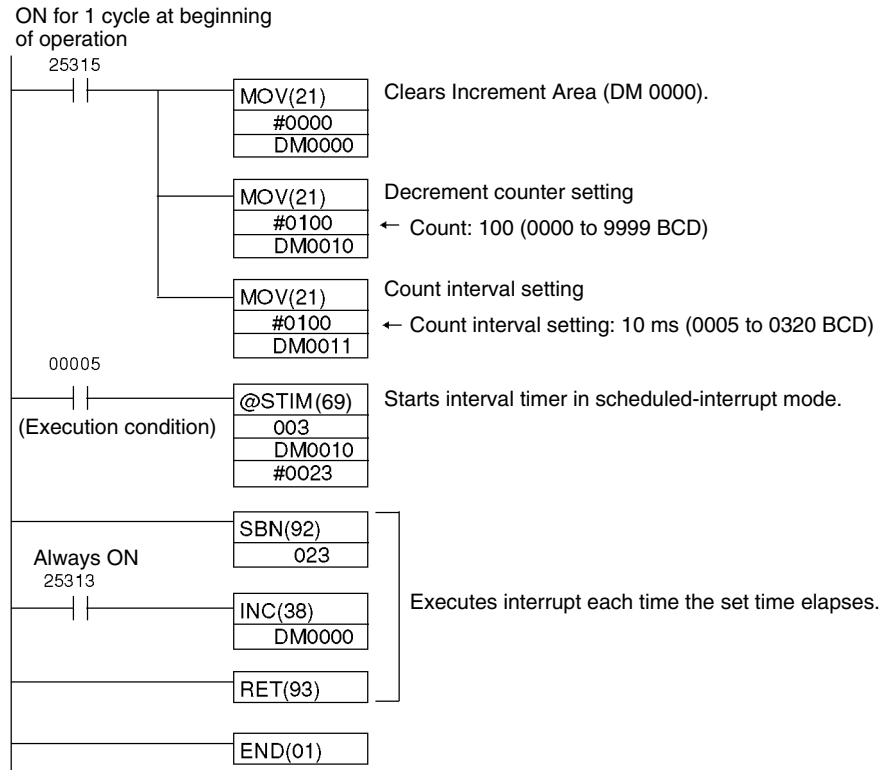 ON for 1 cycle at beginning
of operation
25315
MOV(21)
#0000
DM0000
Clears Increment Area (DM 0000).
MOV(21)
#0100
DM0010
Decrement counter setting
← Count: 100 (0000 to 9999 BCD)
MOV(21)
#0100
DM0011
Count interval setting
← Count interval setting: 10 ms (0005 to 0320 BCD)
00005
(Execution condition)
@STIM(69)
003
DM0010
#0023
Starts interval timer in scheduled-interrupt mode.
SBN(92)
023
Always ON
25313
INC(38)
DM0000
Executes interrupt each time the set time elapses.
RET(93)
END(01)